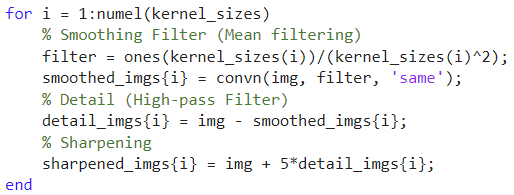 for i = 1:numel(kernel_sizes)
% Smoothing Filter (Mean filtering)
filter = ones(kernel_sizes(i))/(kernel_sizes(i)^2);
smoothed_imgs{i} = convn(img, filter, 'same');
% Detail (High-pass Filter)
detail_imgs{i} = img - smoothed_imgs{i};
% Sharpening
sharpened_imgs{i} = img + 5*detail_imgs{i};
end